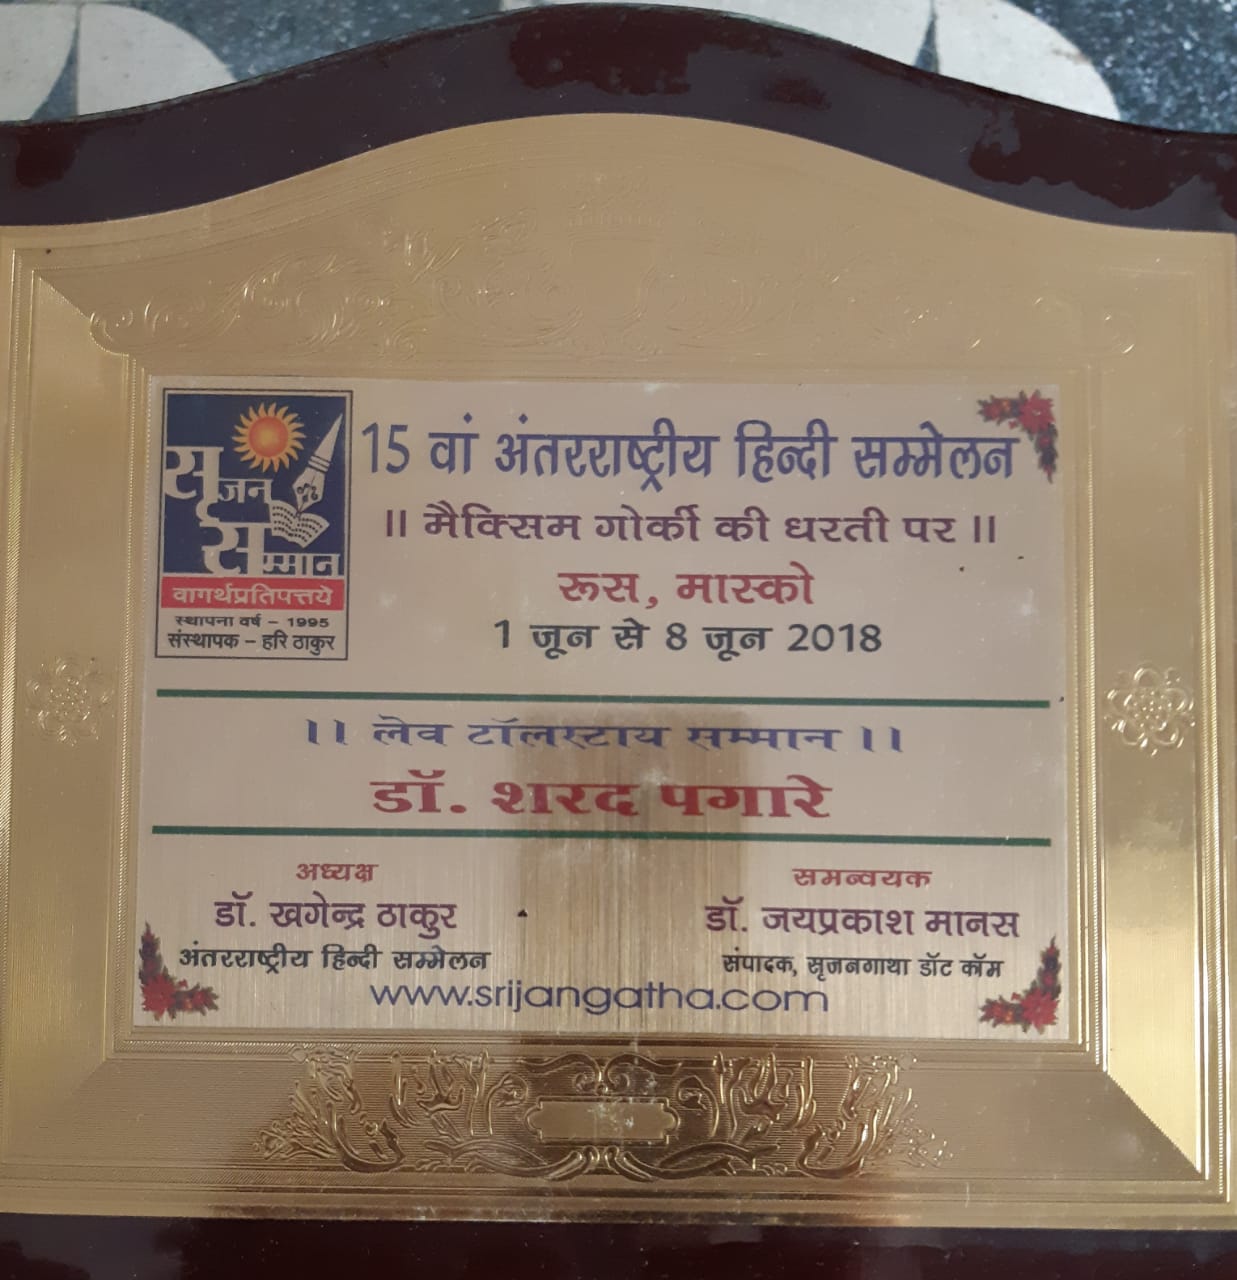 सृजन
सम्मान
वागर्थप्रतिपत्तये
स्थापना वर्ष – 1995
संस्थापक – हरि ठाकुर
15 वां अंतरराष्ट्रीय हिन्दी सम्मेलन
।। मैक्सिम गोर्की की धरती पर ।।
रूस, मास्को
1 जून से 8 जून 2018
।। लेव टॉलस्टाय सम्मान ।।
डॉ. शरद पगारे
अध्यक्ष
डॉ. खगेन्द्र ठाकुर
अंतरराष्ट्रीय हिन्दी सम्मेलन
समन्वयक
डॉ. जयप्रकाश मानस
संपादक, सृजनगाथा डॉट कॉम
www.srijangatha.com